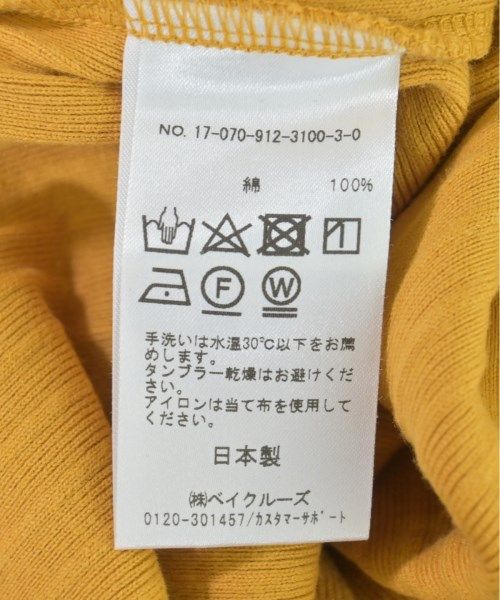 NO. 17-070-912-3100-3-0
綿 100%
F W
手洗いは水温30℃以下をお薦
めします。
タンブラー乾燥はお避けくだ
さい。
アイロンは当て布を使用して
ください。
日本製
㈱ベイクルーズ
0120-301457/カスタマーサポート